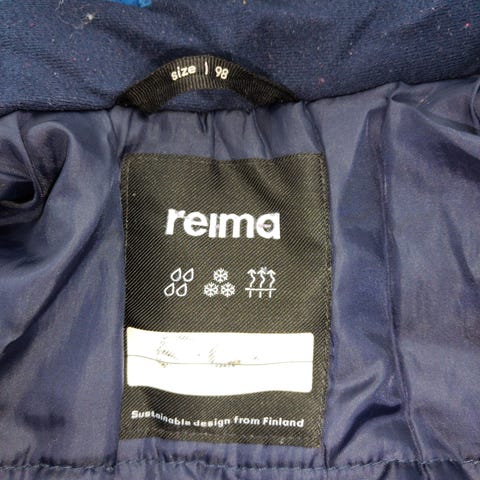 size | 98
reima
Sustainable design from Finland